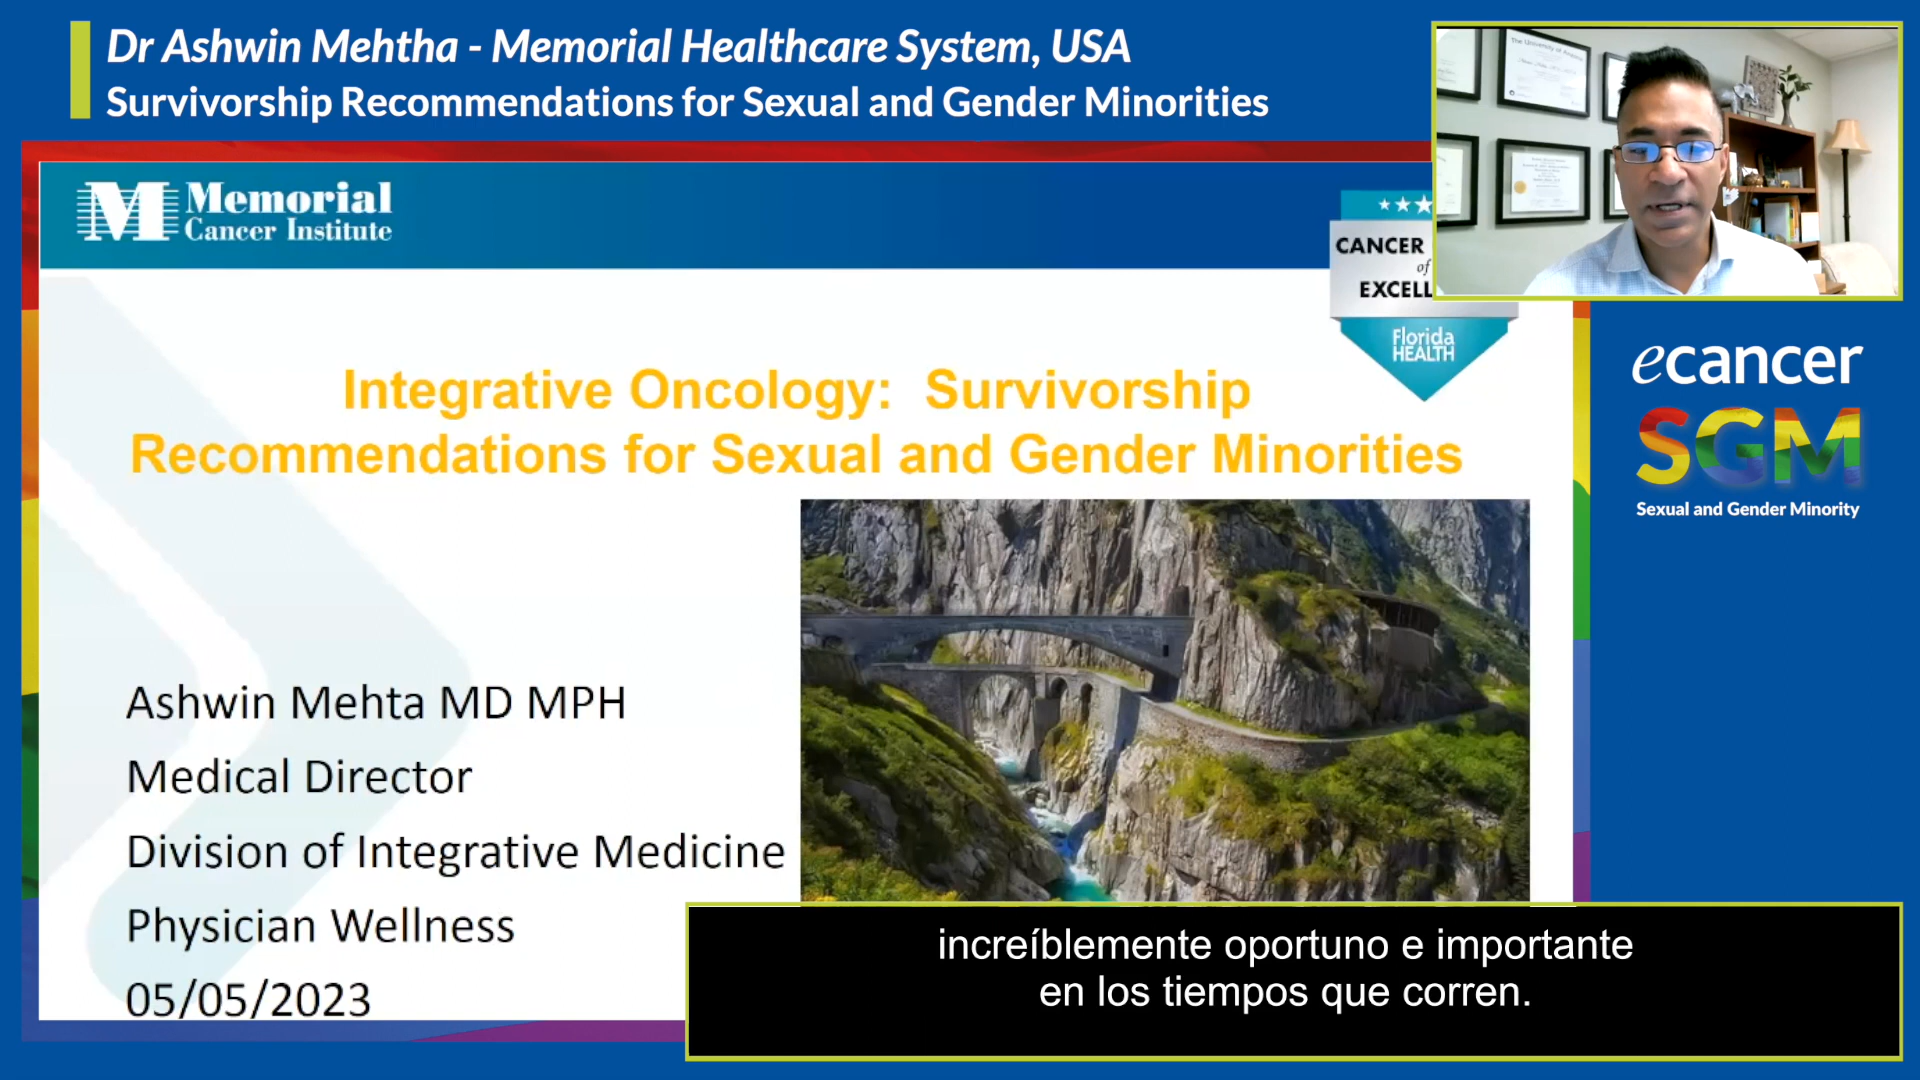 Dr Ashwin Mehtha - Memorial Healthcare System, USA
Survivorship Recommendations for Sexual and Gender Minorities
M Memorial
Cancer Institute
CANCER
of
EXCELL
Florida
HEALTH
The University of
ecancer
SGM
Sexual and Gender Minority
Integrative Oncology: Survivorship
Recommendations for Sexual and Gender Minorities
Ashwin Mehta MD MPH
Medical Director
Division of Integrative Medicine
Physician Wellness
05/05/2023
increíblemente oportuno e importante
en los tiempos que corren.